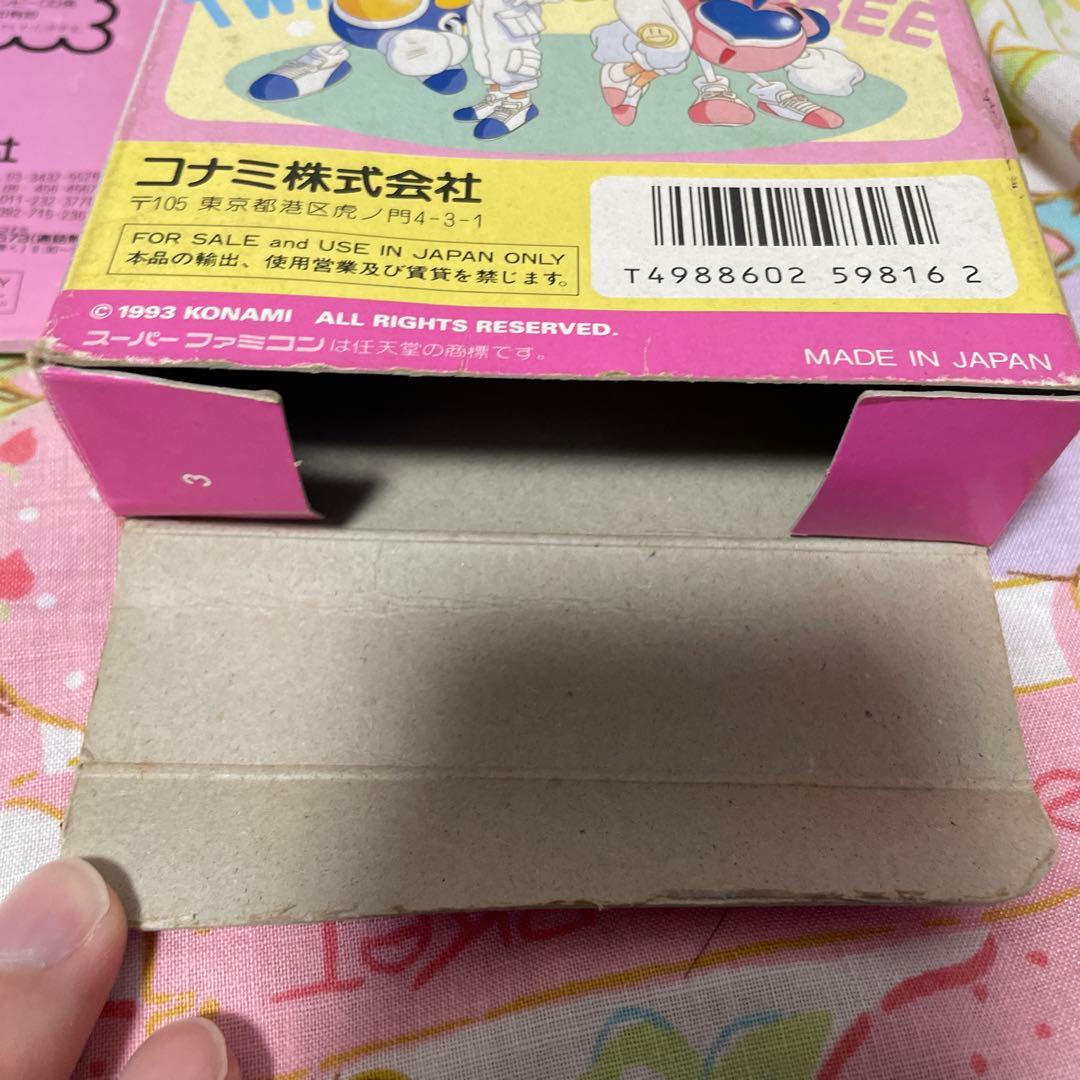 TWI
BEE
コナミ株式会社
〒105 東京都港区虎ノ門4-3-1
FOR SALE and USE IN JAPAN ONLY
本品の輸出、使用営業及び賃貸を禁じます。
T4988602 59816 2
© 1993 KONAMI ALL RIGHTS RESERVED.
スーパーファミコンは任天堂の商標です。
MADE IN JAPAN
3
社